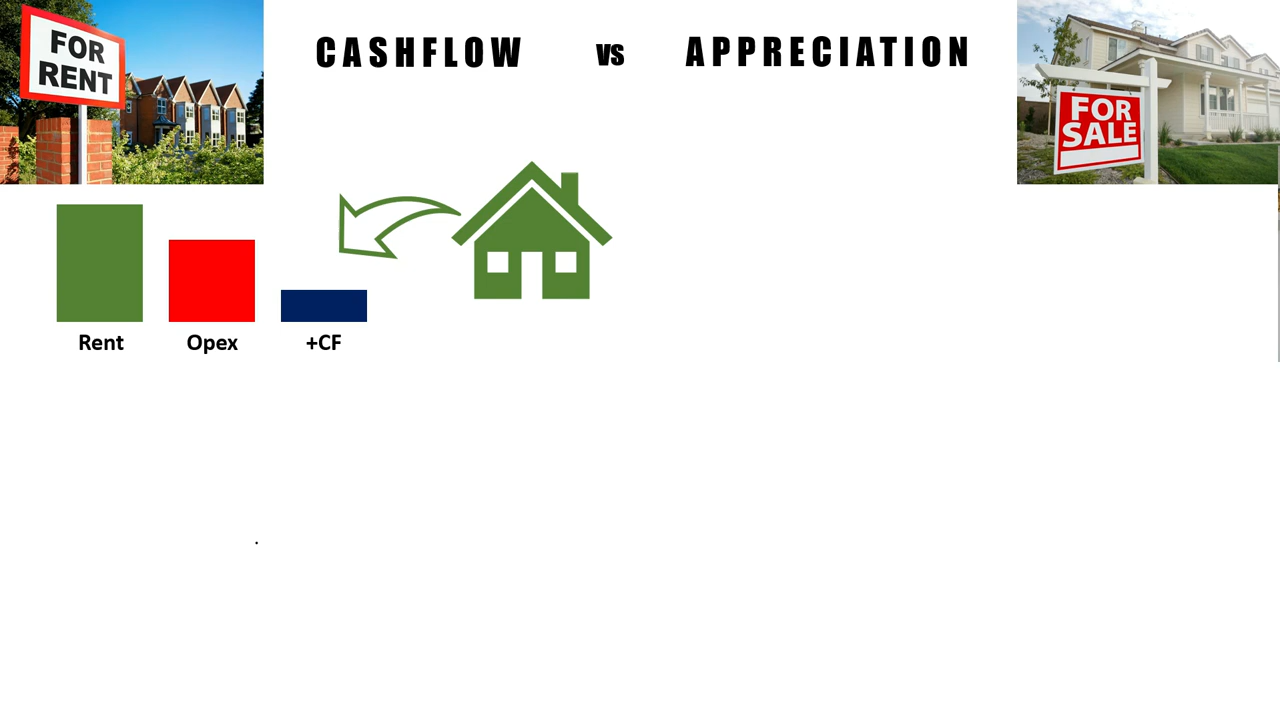 FOR
RENT
CASHFLOW vs APPRECIATION
FOR
SALE
Rent Opex +CF
.